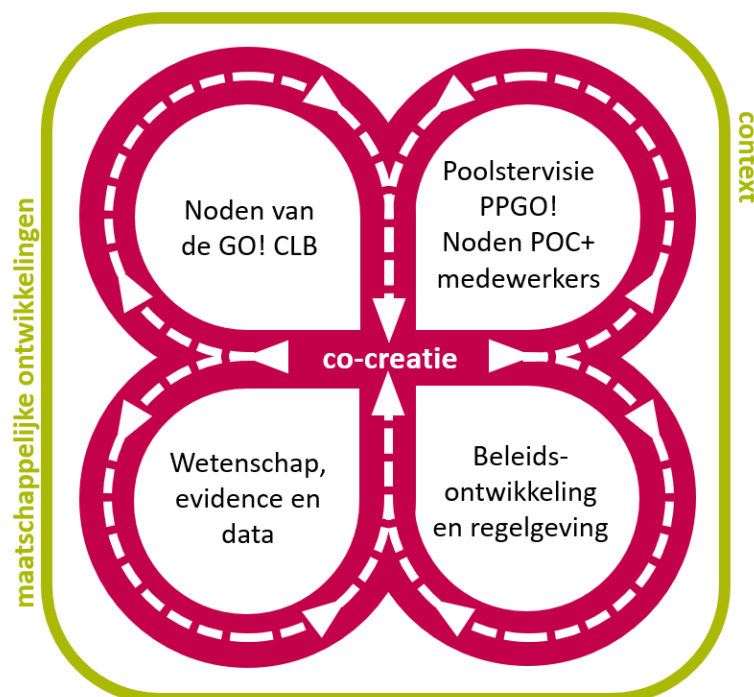 Noden van
de GO! CLB
Poolstervisie
PPGO!
Noden POC+
medewerkers
context
maatschappelijke ontwikkelingen
co-creatie
Wetenschap,
evidence en
data
Beleids-
ontwikkeling
en regelgeving